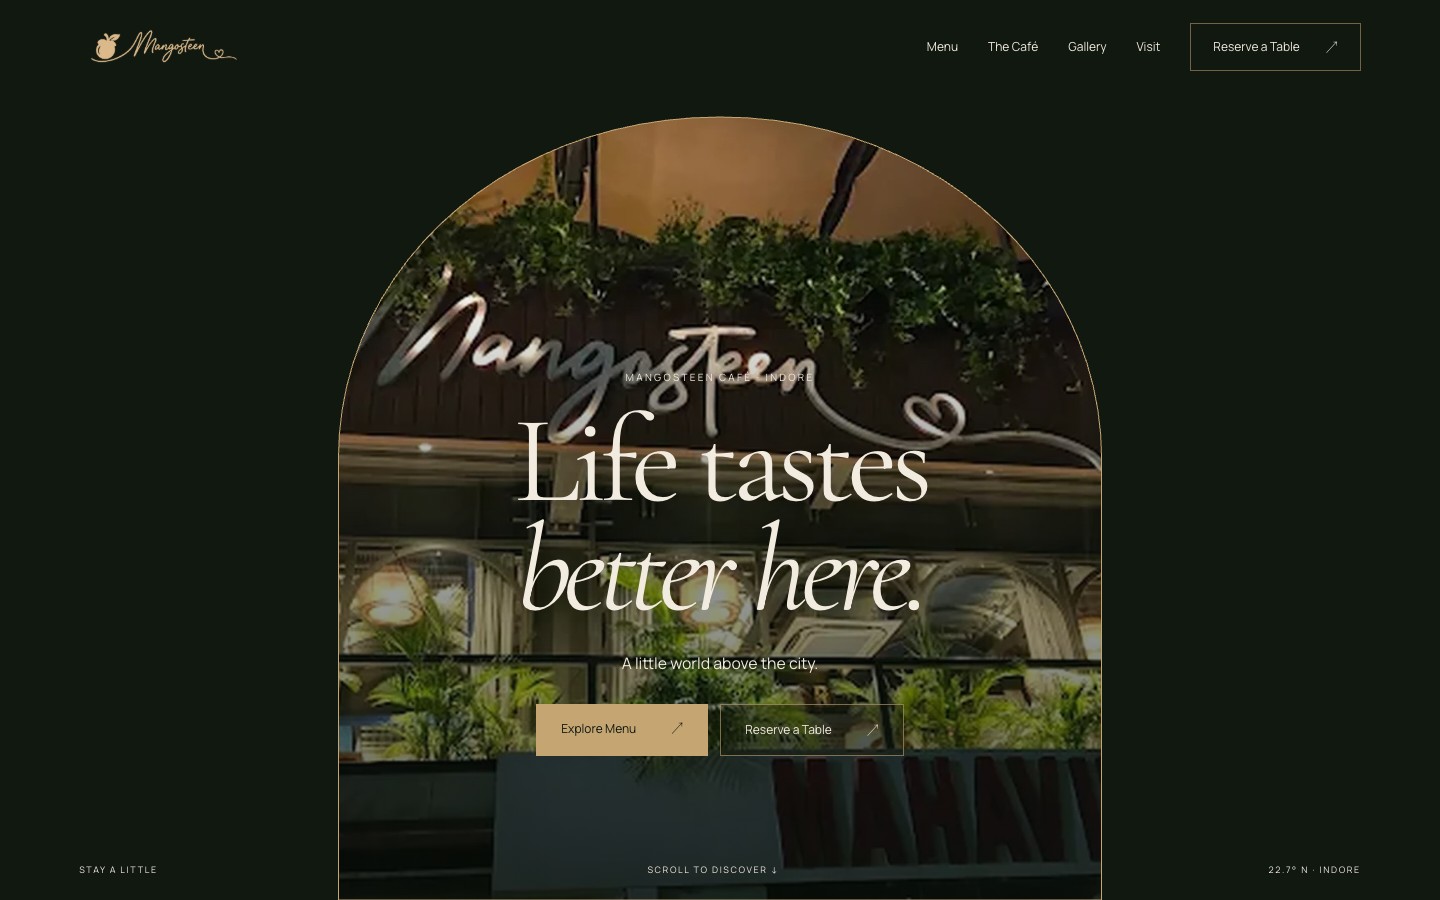 Mangosteen
Menu
The Café
Gallery
Visit
Reserve a Table ↗
Mangosteen
MANGOSTEEN CAFÉ · INDORE
Life tastes
better here.
A little world above the city.
Explore Menu ↗
Reserve a Table ↗
MAHAV
STAY A LITTLE
SCROLL TO DISCOVER ↓
22.7° N · INDORE